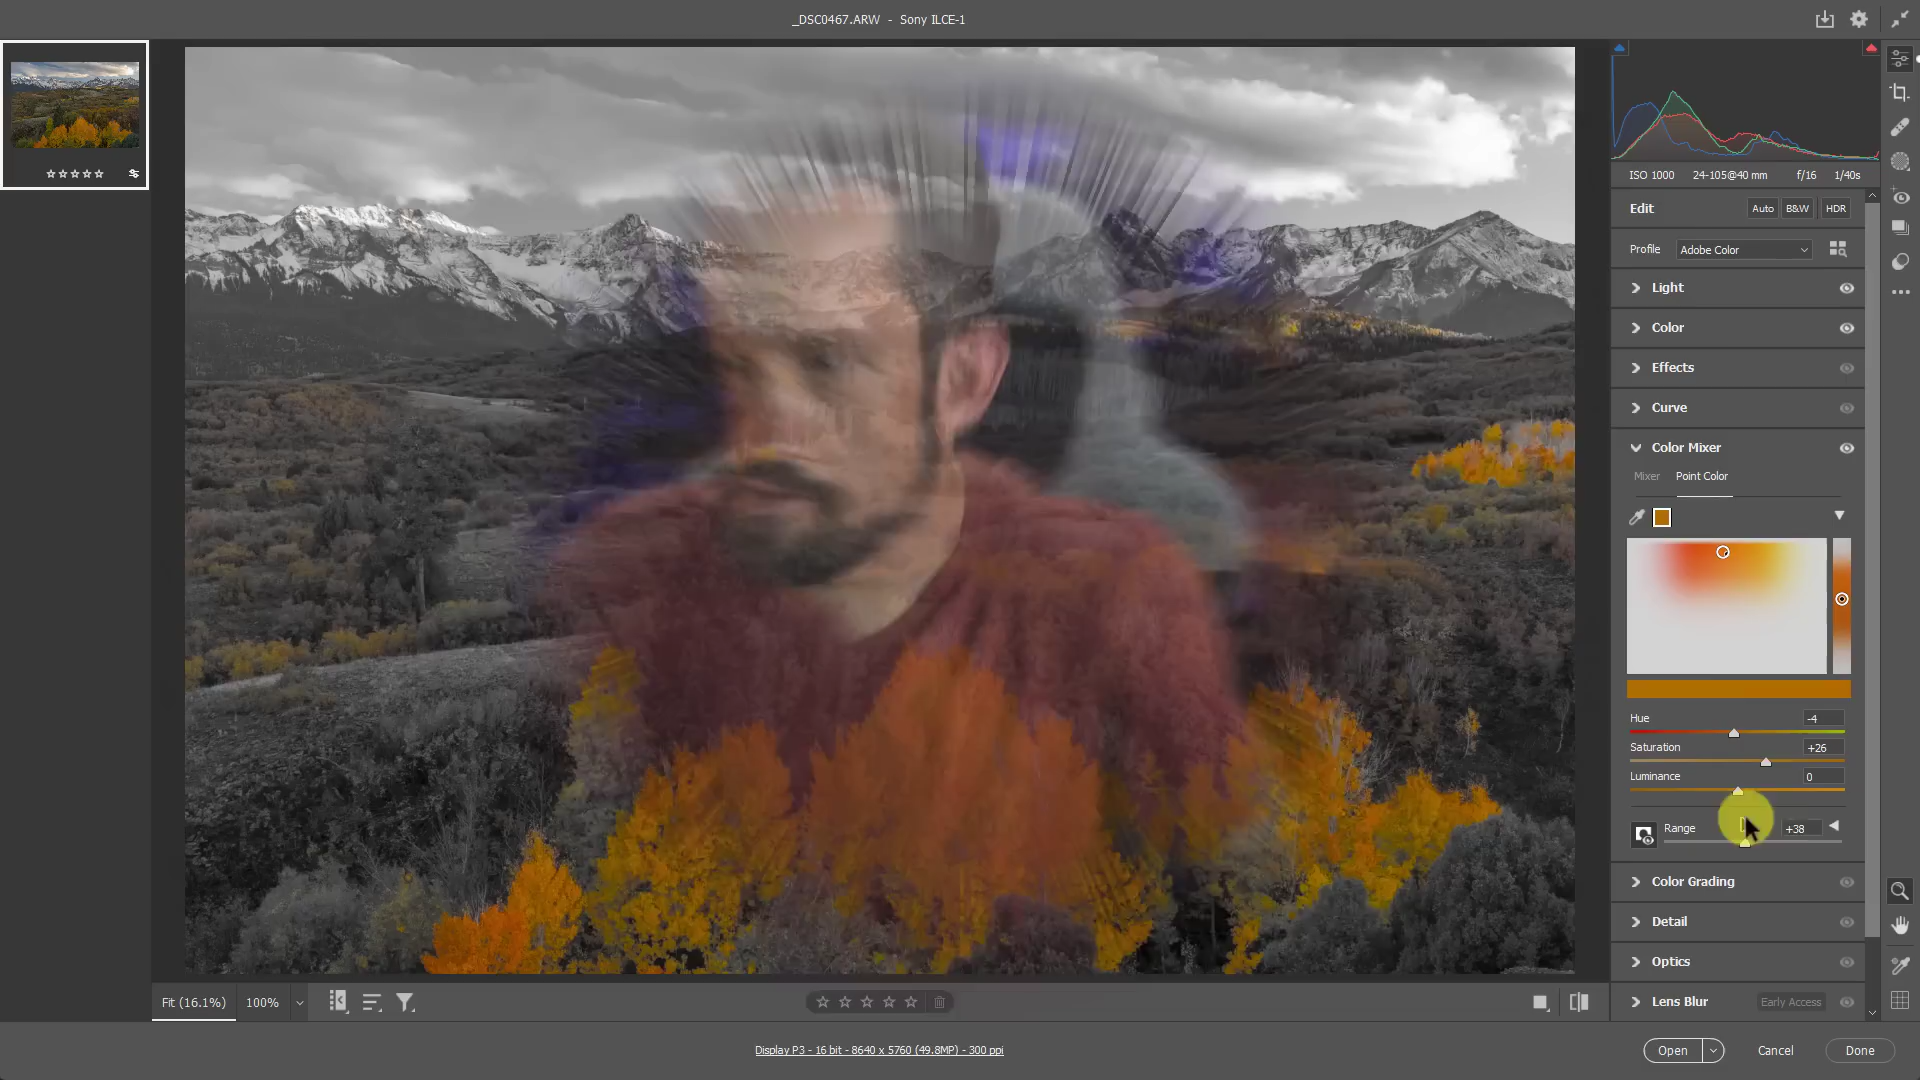 _DSC0467.ARW - Sony ILCE-1
ISO 1000 24-105@40 mm f/16 1/40s
Edit Auto B&W HDR
Profile Adobe Color
Light
Color
Effects
Curve
Color Mixer
Mixer Point Color
Hue -4
Saturation +26
Luminance 0
Range +38
Color Grading
Detail
Optics
Lens Blur Early Access
Fit (16.1%) 100%
Display P3 - 16 bit - 8640 x 5760 (49.8MP) - 300 ppi
Open Cancel Done